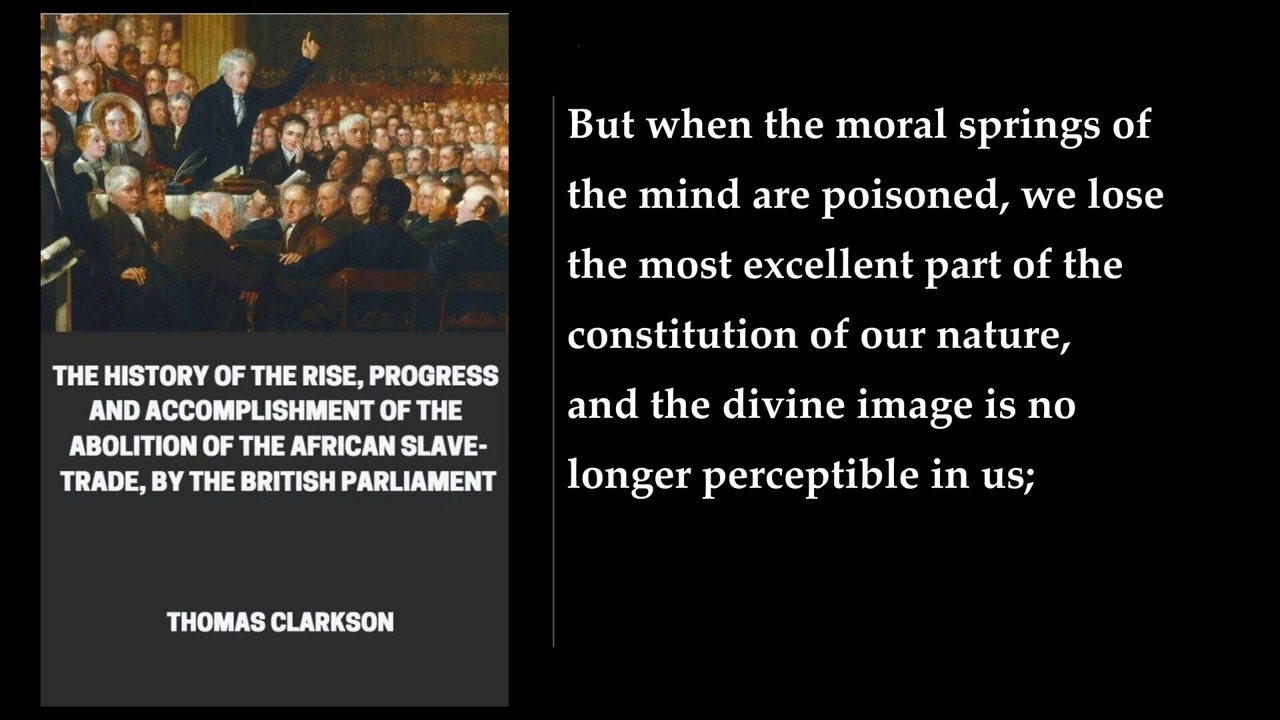 THE HISTORY OF THE RISE, PROGRESS
AND ACCOMPLISHMENT OF THE
ABOLITION OF THE AFRICAN SLAVE-
TRADE, BY THE BRITISH PARLIAMENT
THOMAS CLARKSON
But when the moral springs of
the mind are poisoned, we lose
the most excellent part of the
constitution of our nature,
and the divine image is no
longer perceptible in us;